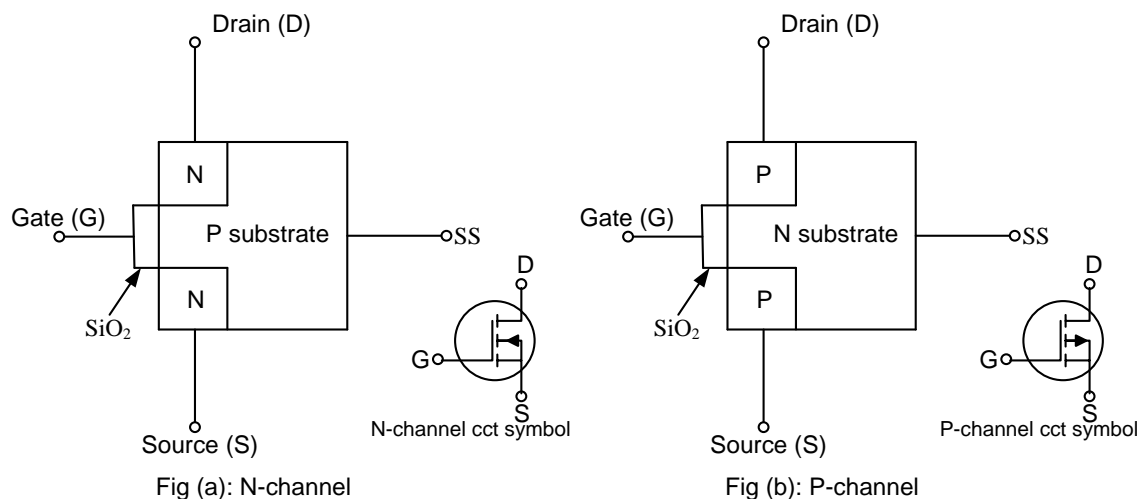 Drain (D)
N
Gate (G)
P substrate
SS
N
SiO₂
D
G
S
Source (S)
N-channel cct symbol
Fig (a): N-channel
Drain (D)
P
Gate (G)
N substrate
SS
P
SiO₂
D
G
S
Source (S)
P-channel cct symbol
Fig (b): P-channel